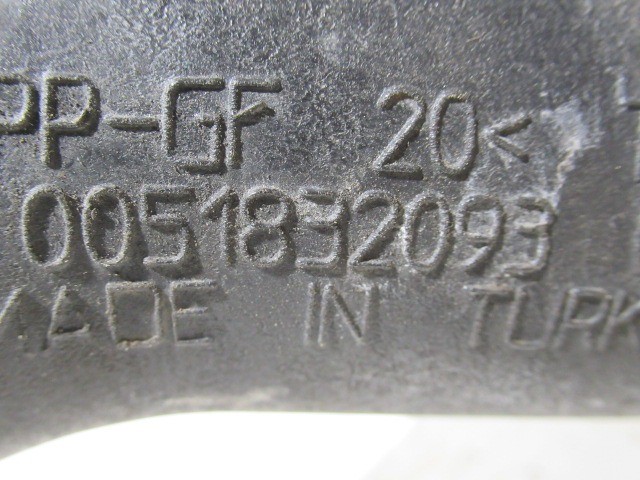 PP-GF 20<
0051832093
MADE IN TURK